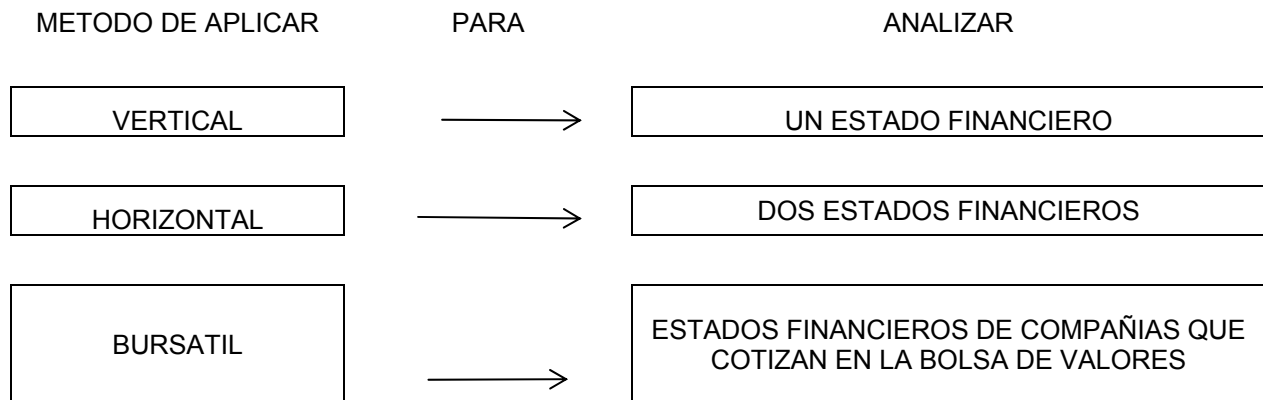 METODO DE APLICAR PARA ANALIZAR
VERTICAL UN ESTADO FINANCIERO
HORIZONTAL DOS ESTADOS FINANCIEROS
BURSATIL
ESTADOS FINANCIEROS DE COMPAÑIAS QUE
COTIZAN EN LA BOLSA DE VALORES